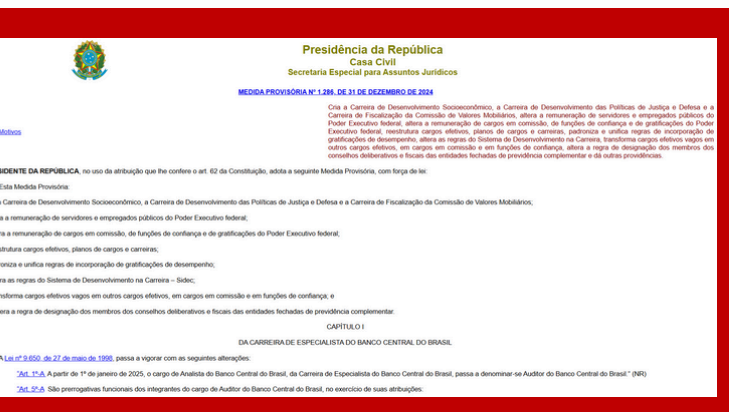 Presidência da República
Casa Civil
Secretaria Especial para Assuntos Jurídicos
MEDIDA PROVISÓRIA Nº 1.286, DE 31 DE DEZEMBRO DE 2024
Cria a Carreira de Desenvolvimento Socioeconômico, a Carreira de Desenvolvimento das Políticas de Justiça e Defesa e a
Carreira de Fiscalização da Comissão de Valores Mobiliários, altera a remuneração de servidores e empregados públicos do
Poder Executivo federal, altera a remuneração de cargos em comissão, de funções de confiança e de gratificações do Poder
Executivo federal, reestrutura cargos efetivos, planos de cargos e carreiras, padroniza e unifica regras de incorporação de
gratificações de desempenho, altera as regras do Sistema de Desenvolvimento na Carreira, transforma cargos efetivos vagos em
outros cargos efetivos, em cargos em comissão e em funções de confiança, altera a regra de designação dos membros dos
conselhos deliberativos e fiscais das entidades fechadas de previdência complementar e dá outras providências.
Motivos
SIDENTE DA REPÚBLICA, no uso da atribuição que lhe confere o art. 62 da Constituição, adota a seguinte Medida Provisória, com força de lei:
Esta Medida Provisória:
a Carreira de Desenvolvimento Socioeconômico, a Carreira de Desenvolvimento das Políticas de Justiça e Defesa e a Carreira de Fiscalização da Comissão de Valores Mobiliários;
ra a remuneração de servidores e empregados públicos do Poder Executivo federal;
ra a remuneração de cargos em comissão, de funções de confiança e de gratificações do Poder Executivo federal;
strutura cargos efetivos, planos de cargos e carreiras;
roniza e unifica regras de incorporação de gratificações de desempenho;
ra as regras do Sistema de Desenvolvimento na Carreira – Sidec;
nsforma cargos efetivos vagos em outros cargos efetivos, em cargos em comissão e em funções de confiança; e
era a regra de designação dos membros dos conselhos deliberativos e fiscais das entidades fechadas de previdência complementar.
CAPÍTULO I
DA CARREIRA DE ESPECIALISTA DO BANCO CENTRAL DO BRASIL
A Lei nº 9.650, de 27 de maio de 1998, passa a vigorar com as seguintes alterações:
"Art. 1º-A. A partir de 1º de janeiro de 2025, o cargo de Analista do Banco Central do Brasil, da Carreira de Especialista do Banco Central do Brasil, passa a denominar-se Auditor do Banco Central do Brasil." (NR)
"Art. 5º-A São prerrogativas funcionais dos integrantes do cargo de Auditor do Banco Central do Brasil, no exercício de suas atribuições: